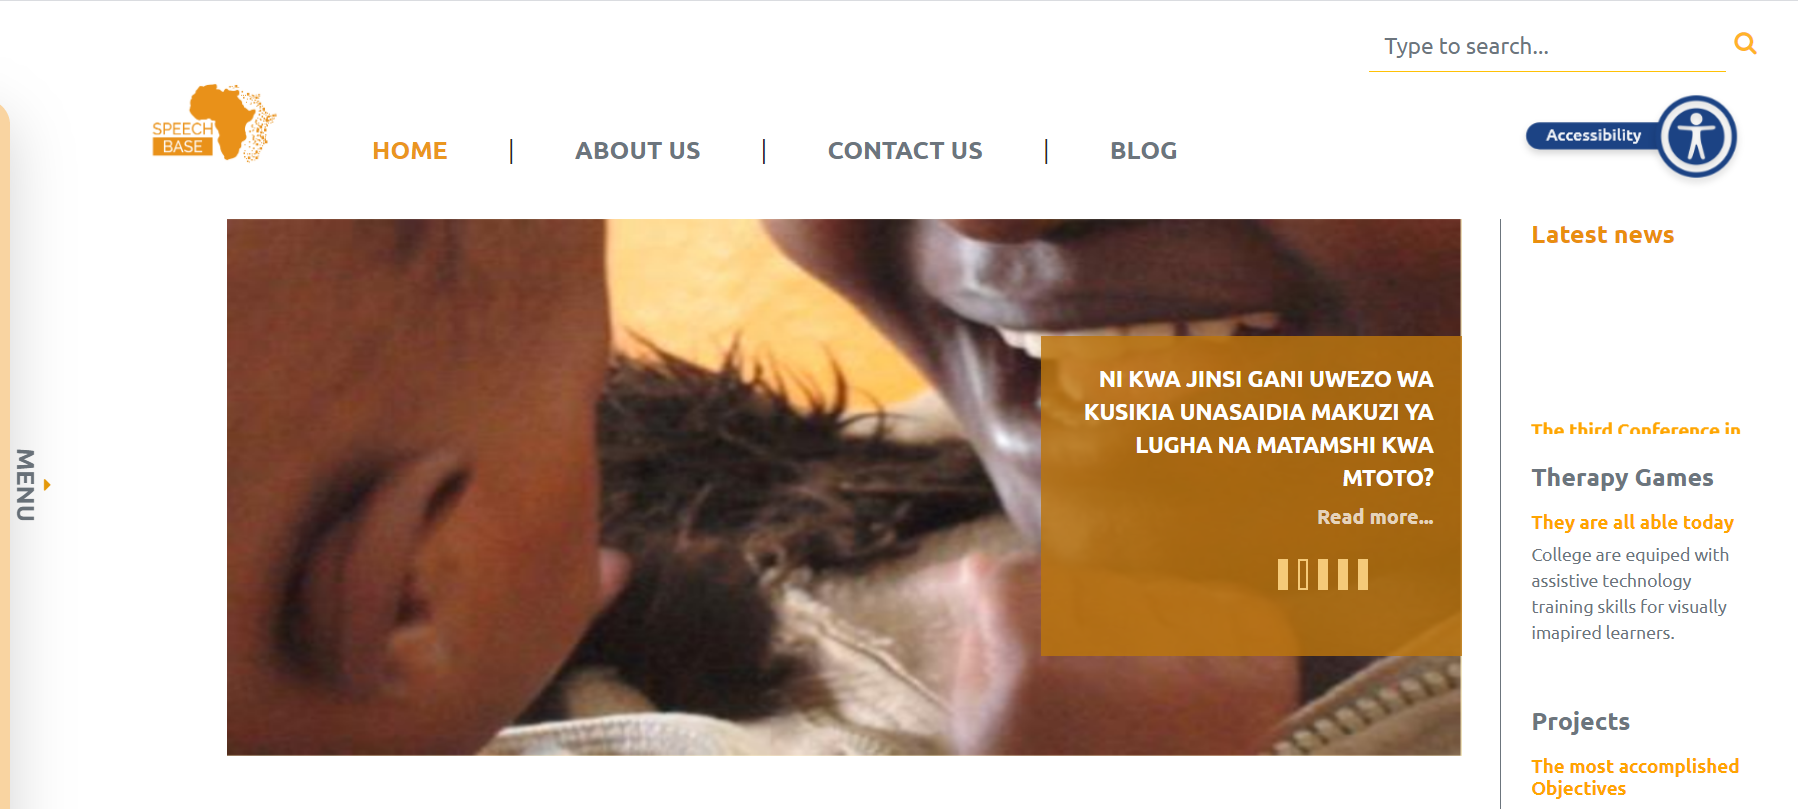 Type to search...
SPEECH
BASE
HOME | ABOUT US | CONTACT US | BLOG
Accessibility
MENU
NI KWA JINSI GANI UWEZO WA
KUSIKIA UNASAIDIA MAKUZI YA
LUGHA NA MATAMSHI KWA
MTOTO?
Read more...
Latest news
The third Conference in
Therapy Games
They are all able today
College are equiped with
assistive technology
training skills for visually
imapired learners.
Projects
The most accomplished
Objectives